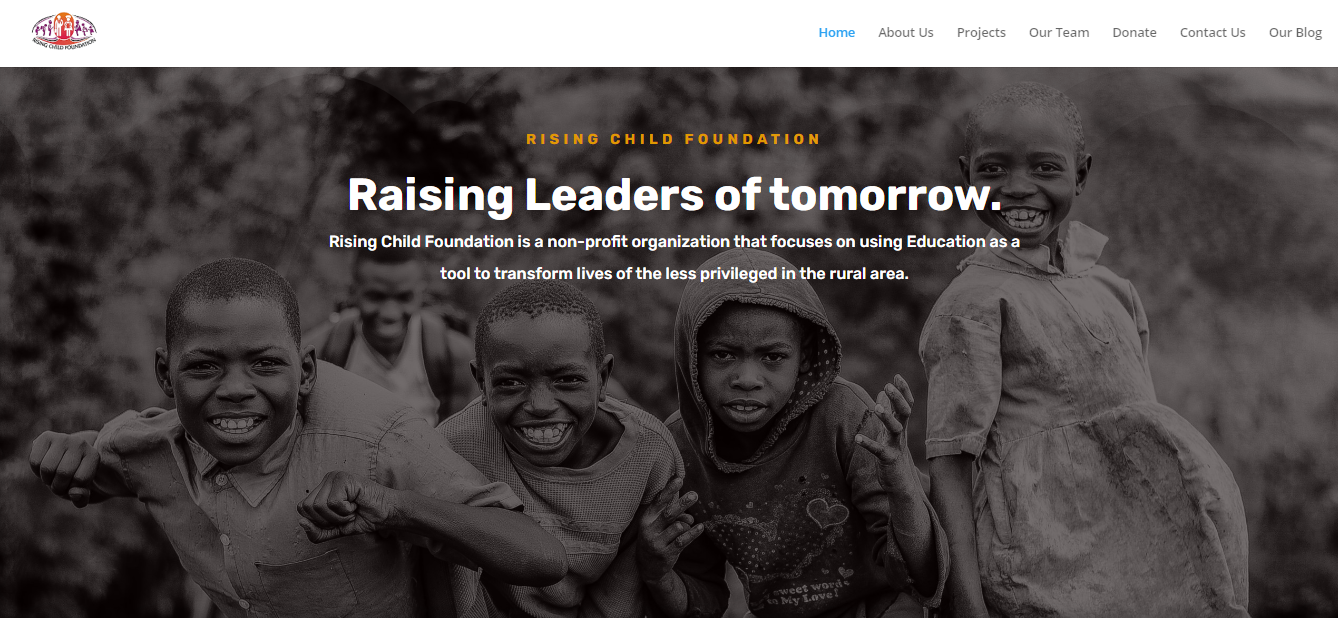 RISING CHILD FOUNDATION
Home About Us Projects Our Team Donate Contact Us Our Blog
RISING CHILD FOUNDATION
Raising Leaders of tomorrow.
Rising Child Foundation is a non-profit organization that focuses on using Education as a
tool to transform lives of the less privileged in the rural area.
sweet words
to My Love!